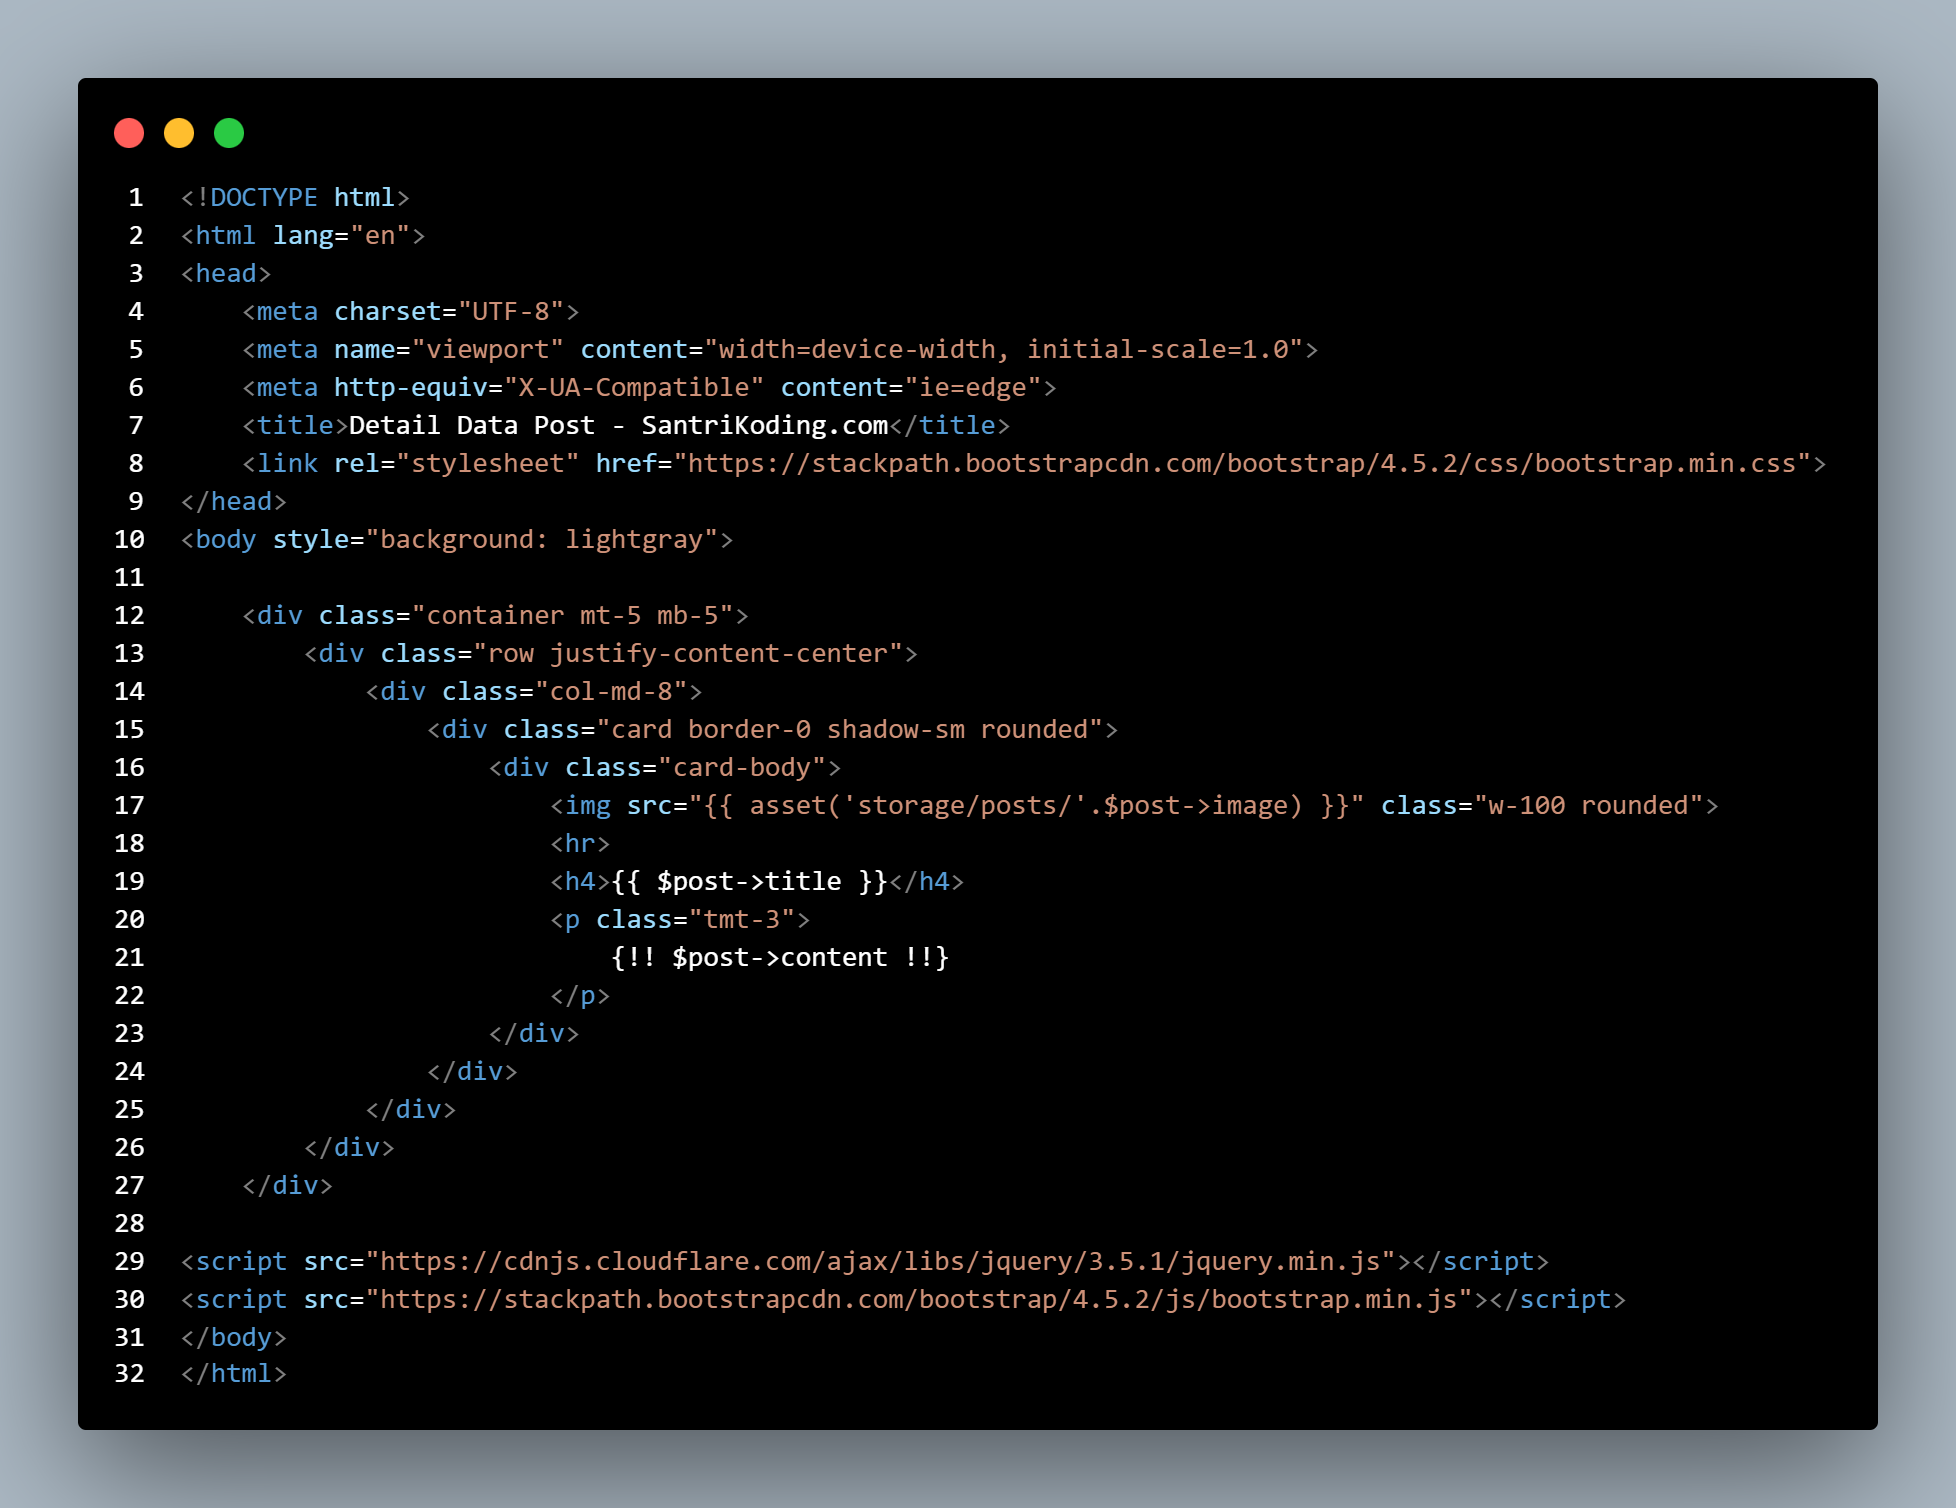 1 <!DOCTYPE html>
2 <html lang="en">
3 <head>
4     <meta charset="UTF-8">
5     <meta name="viewport" content="width=device-width, initial-scale=1.0">
6     <meta http-equiv="X-UA-Compatible" content="ie=edge">
7     <title>Detail Data Post - SantriKoding.com</title>
8     <link rel="stylesheet" href="https://stackpath.bootstrapcdn.com/bootstrap/4.5.2/css/bootstrap.min.css">
9 </head>
10 <body style="background: lightgray">
11
12     <div class="container mt-5 mb-5">
13         <div class="row justify-content-center">
14             <div class="col-md-8">
15                 <div class="card border-0 shadow-sm rounded">
16                     <div class="card-body">
17                         <img src="{{ asset('storage/posts/'.$post->image) }}" class="w-100 rounded">
18                         <hr>
19                         <h4>{{ $post->title }}</h4>
20                         <p class="tmt-3">
21                             {!! $post->content !!}
22                         </p>
23                     </div>
24                 </div>
25             </div>
26         </div>
27     </div>
28
29 <script src="https://cdnjs.cloudflare.com/ajax/libs/jquery/3.5.1/jquery.min.js"></script>
30 <script src="https://stackpath.bootstrapcdn.com/bootstrap/4.5.2/js/bootstrap.min.js"></script>
31 </body>
32 </html>